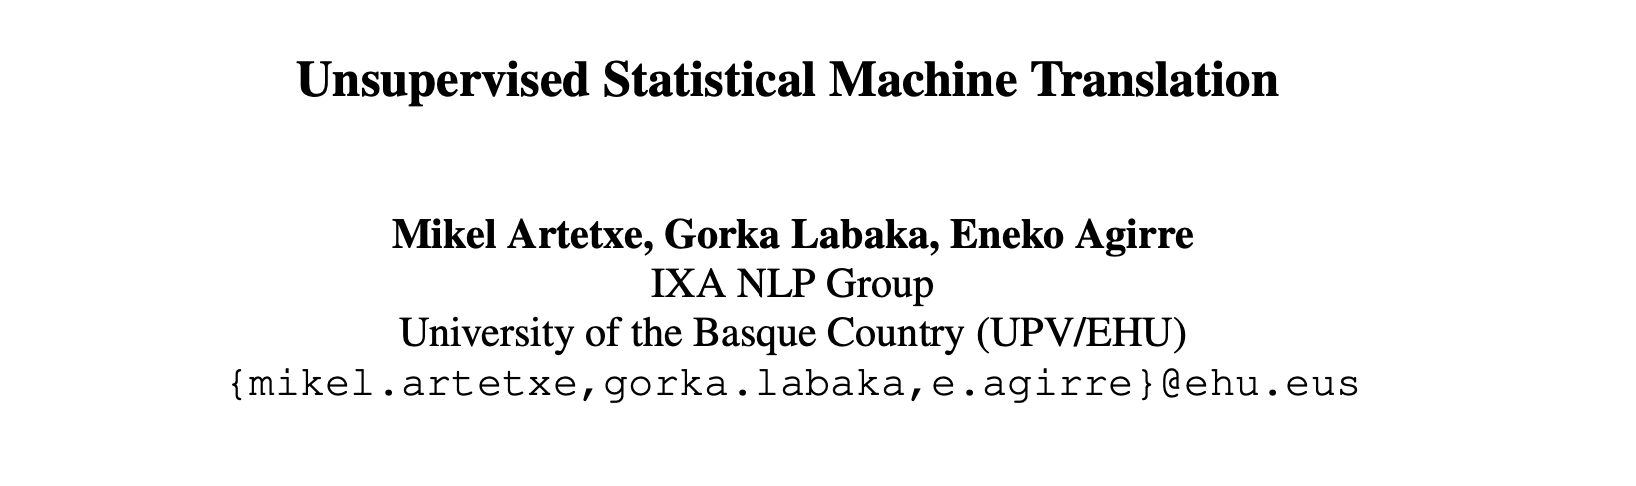 Unsupervised Statistical Machine Translation
Mikel Artetxe, Gorka Labaka, Eneko Agirre
IXA NLP Group
University of the Basque Country (UPV/EHU)
{mikel.artetxe,gorka.labaka,e.agirre}@ehu.eus